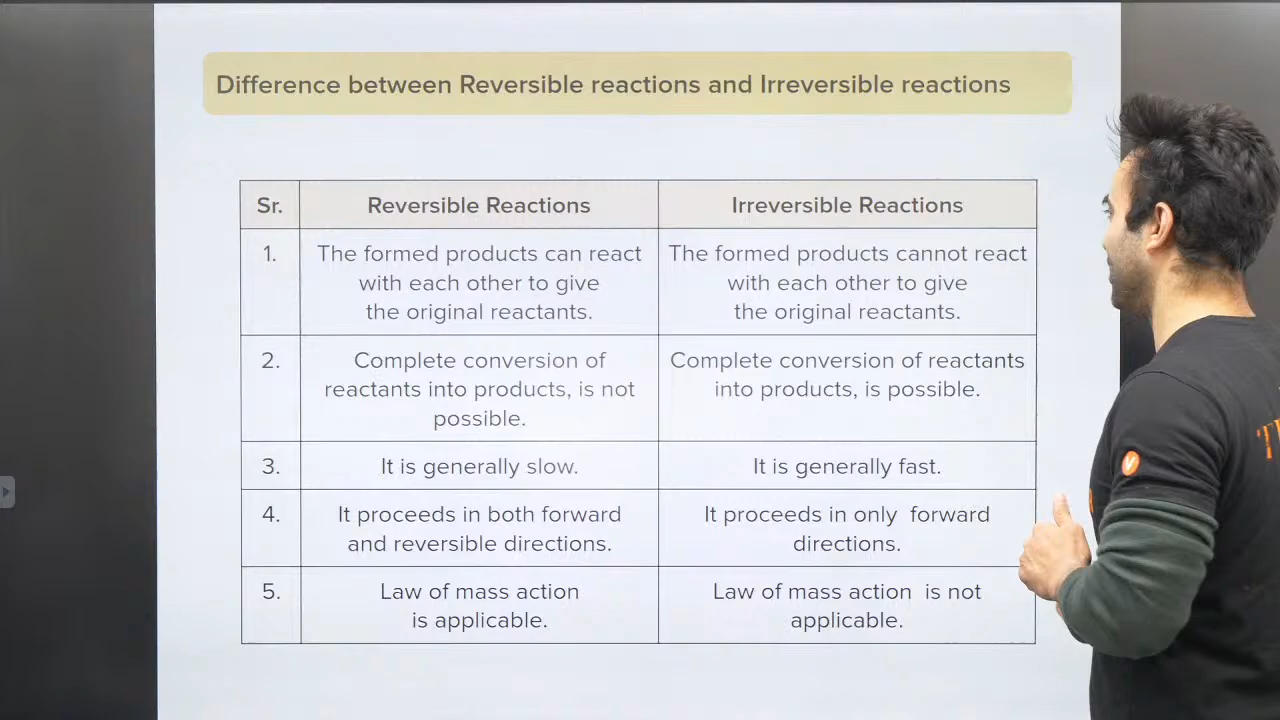 Difference between Reversible reactions and Irreversible reactions
Sr.
Reversible Reactions
Irreversible Reactions
1.
The formed products can react
with each other to give
the original reactants.
The formed products cannot react
with each other to give
the original reactants.
2.
Complete conversion of
reactants into products, is not
possible.
Complete conversion of reactants
into products, is possible.
3.
It is generally slow.
It is generally fast.
4.
It proceeds in both forward
and reversible directions.
It proceeds in only forward
directions.
5.
Law of mass action
is applicable.
Law of mass action is not
applicable.